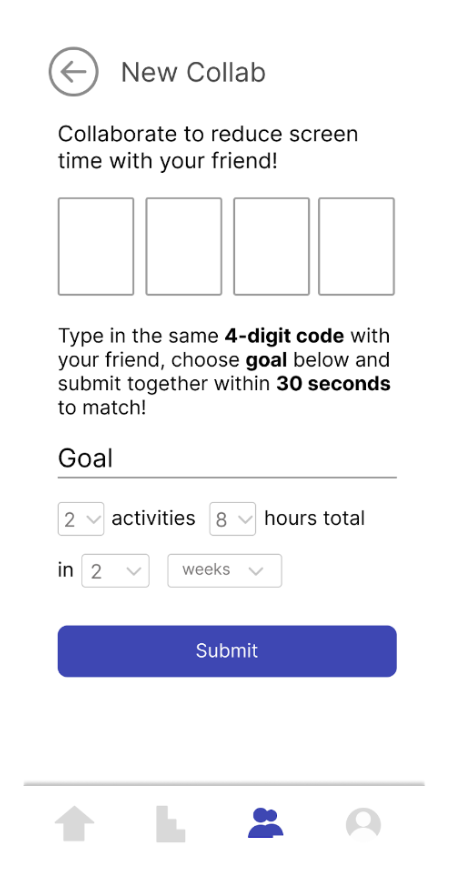 New Collab
Collaborate to reduce screen
time with your friend!
Type in the same 4-digit code with
your friend, choose goal below and
submit together within 30 seconds
to match!
Goal
2 activities 8 hours total
in 2 weeks
Submit